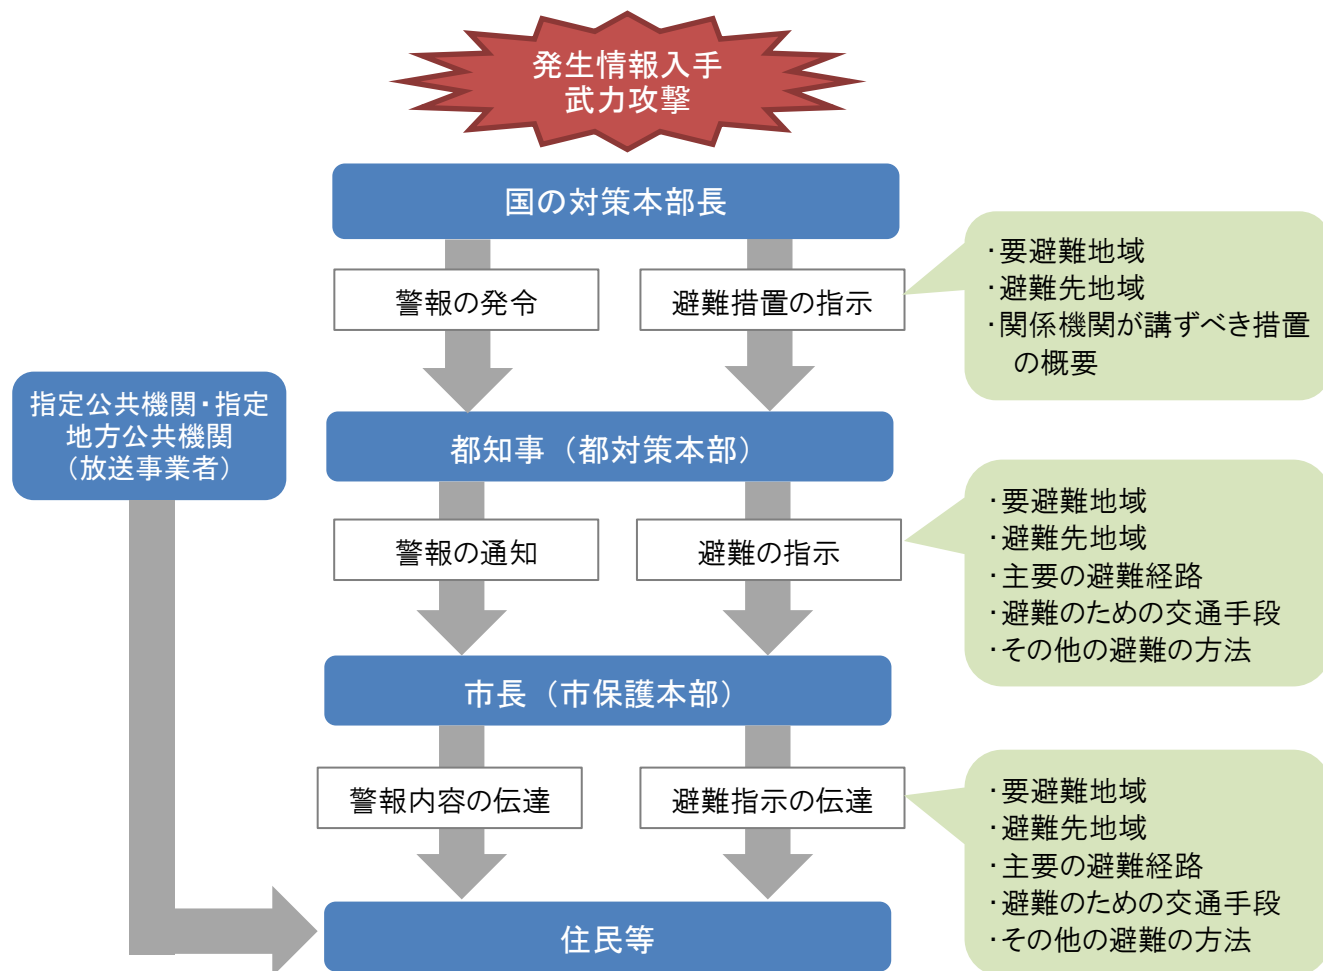 発生情報入手
武力攻撃
国の対策本部長
警報の発令
避難措置の指示
・要避難地域
・避難先地域
・関係機関が講ずべき措置
の概要
指定公共機関・指定
地方公共機関
（放送事業者）
都知事（都対策本部）
警報の通知
避難の指示
・要避難地域
・避難先地域
・主要の避難経路
・避難のための交通手段
・その他の避難の方法
市長（市保護本部）
警報内容の伝達
避難指示の伝達
・要避難地域
・避難先地域
・主要の避難経路
・避難のための交通手段
・その他の避難の方法
住民等